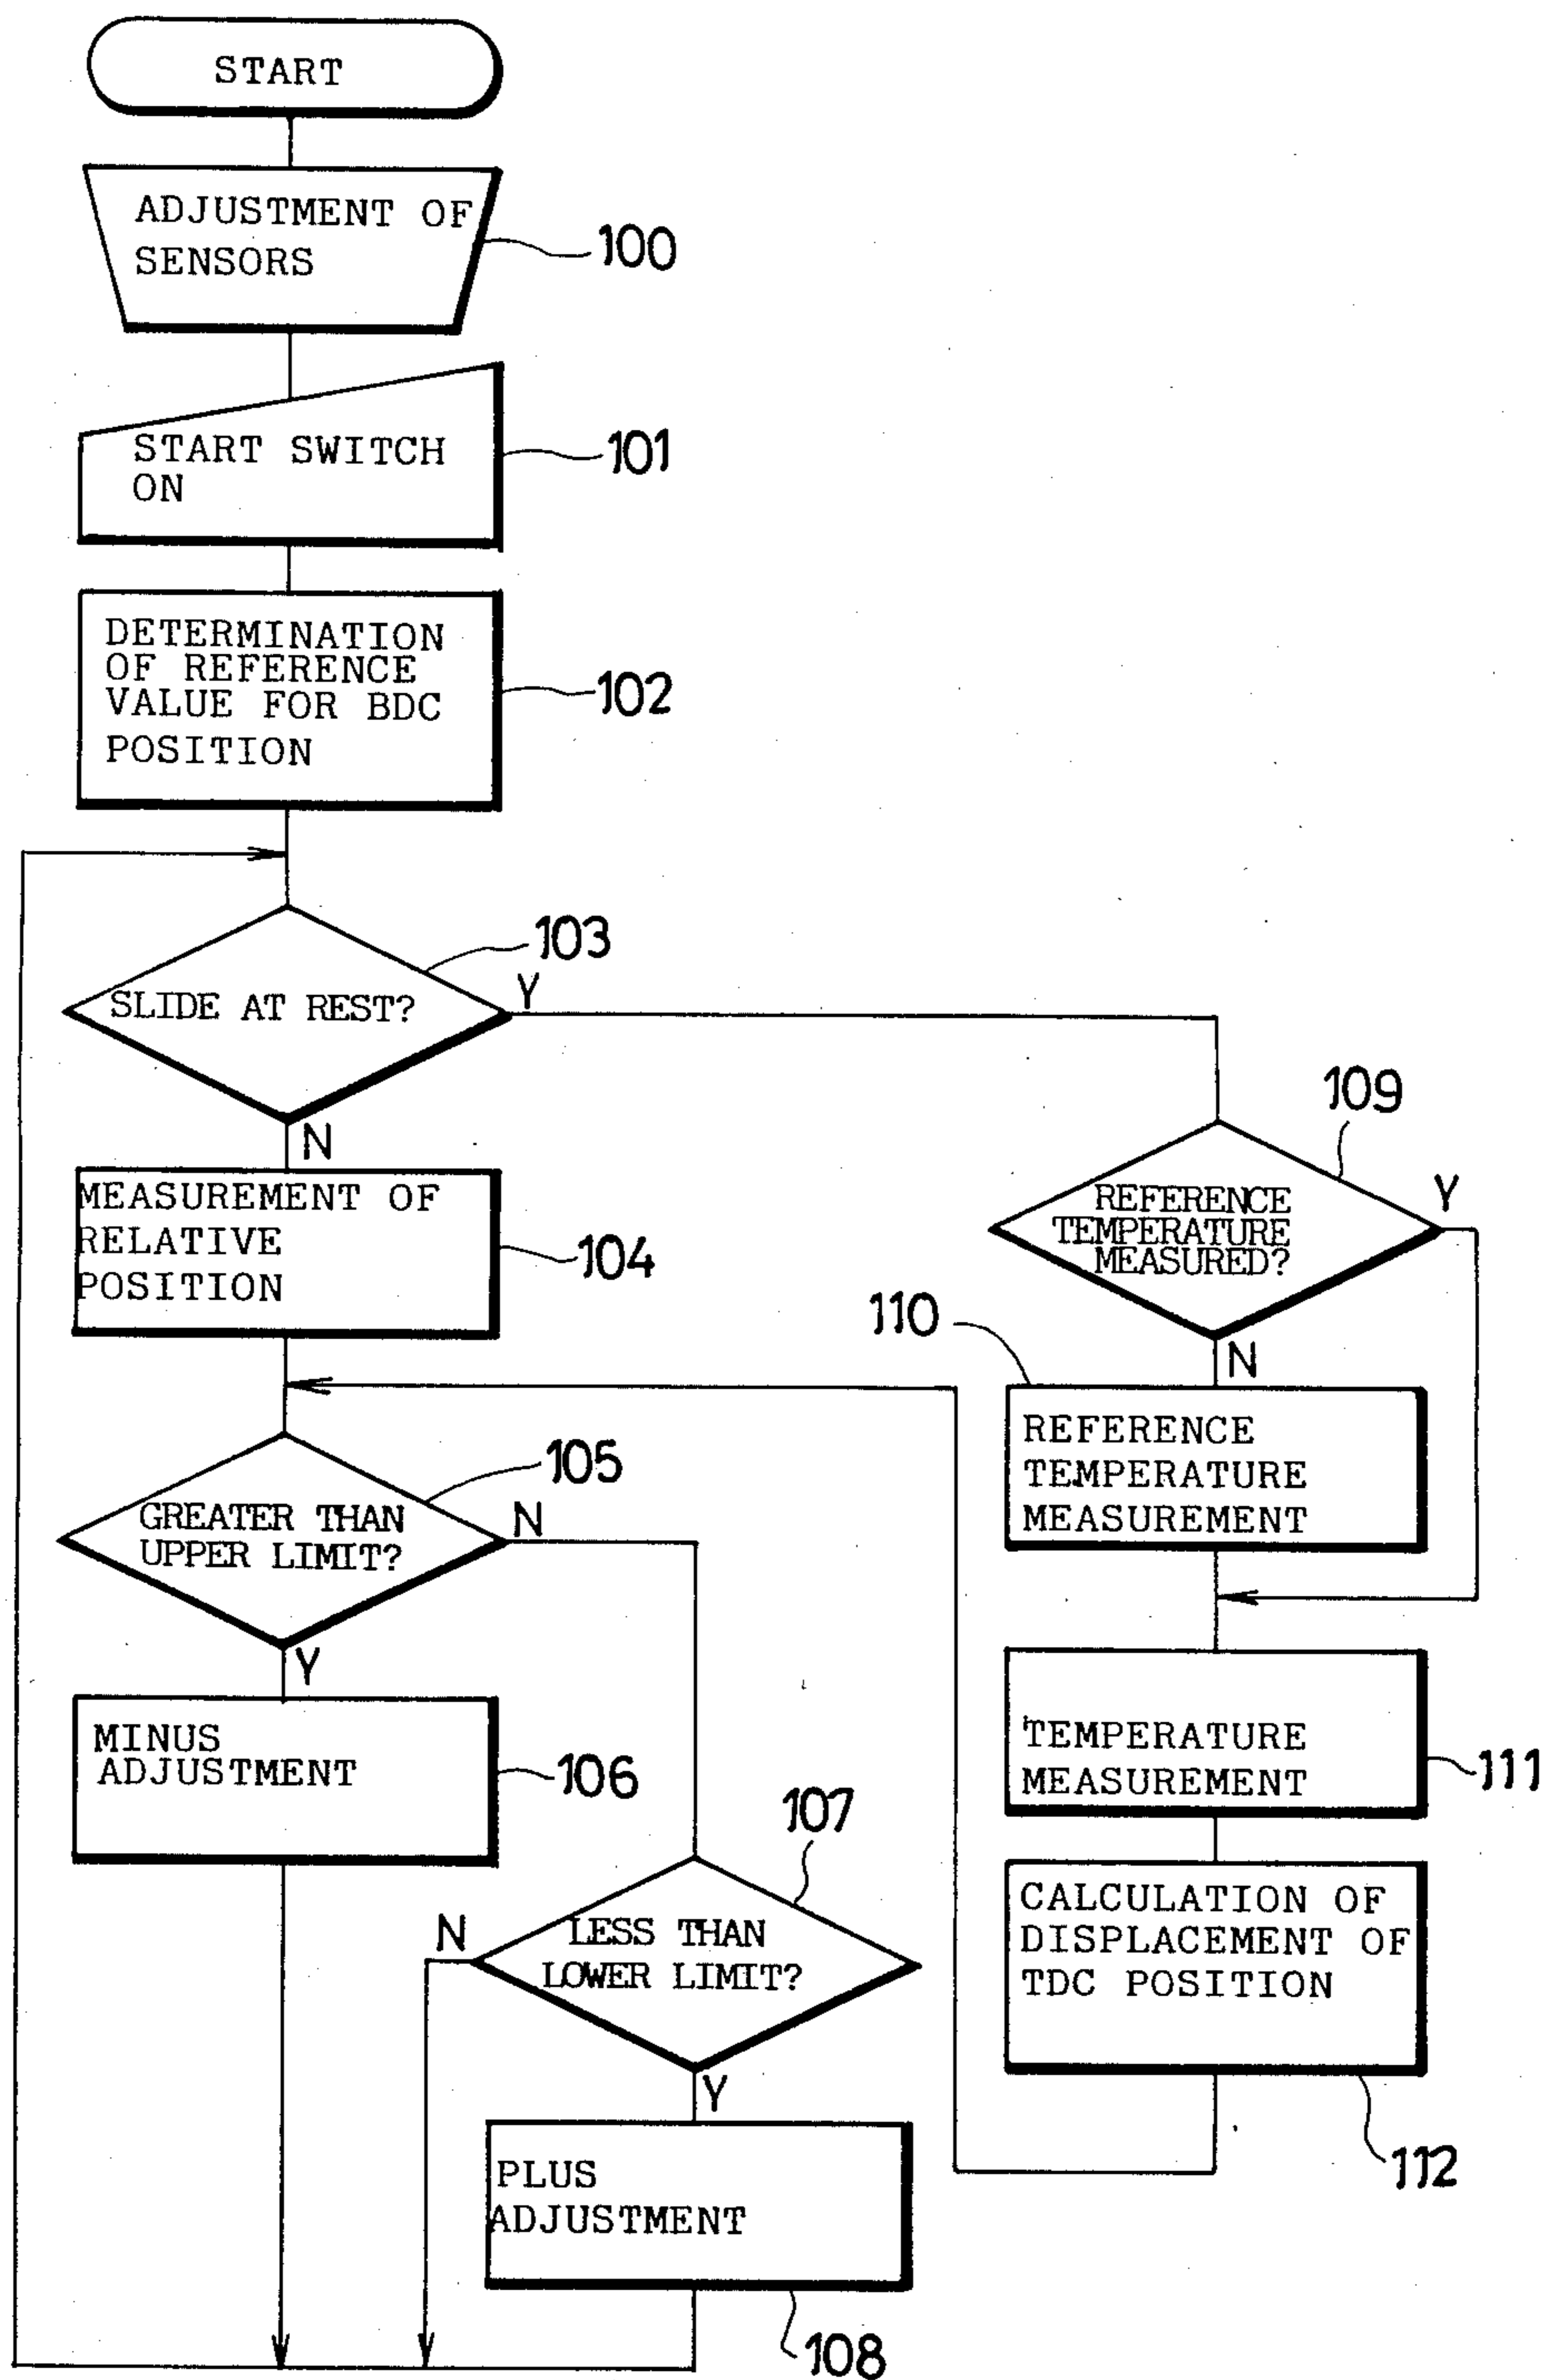 START
ADJUSTMENT OF
SENSORS
100
START SWITCH
ON
101
DETERMINATION
OF REFERENCE
VALUE FOR BDC
POSITION
102
SLIDE AT REST?
103
Y
N
MEASUREMENT OF
RELATIVE
POSITION
104
GREATER THAN
UPPER LIMIT?
105
N
Y
MINUS
ADJUSTMENT
106
107
LESS THAN
LOWER LIMIT?
N
Y
PLUS
ADJUSTMENT
108
109
REFERENCE
TEMPERATURE
MEASURED?
Y
N
110
REFERENCE
TEMPERATURE
MEASUREMENT
TEMPERATURE
MEASUREMENT
111
CALCULATION OF
DISPLACEMENT OF
TDC POSITION
112